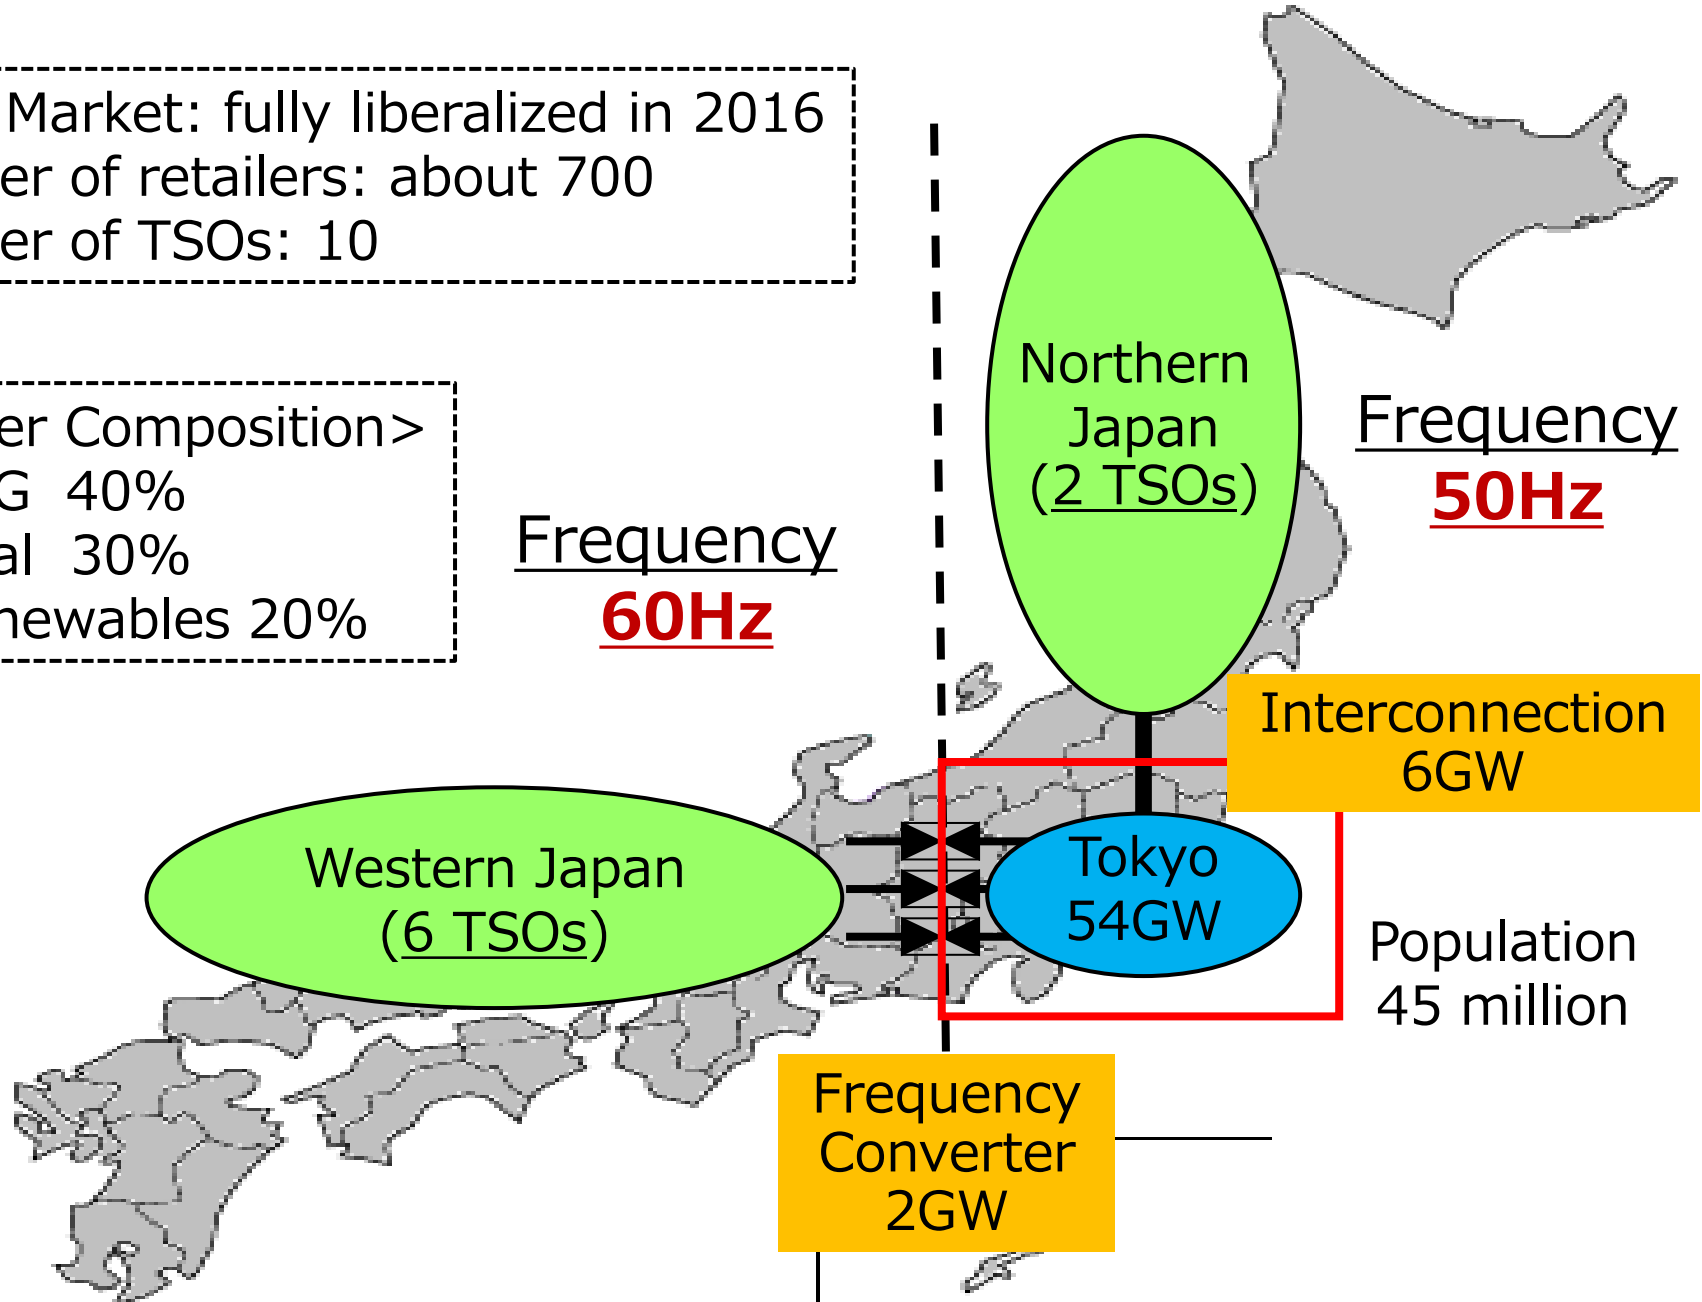 Market: fully liberalized in 2016
er of retailers: about 700
er of TSOs: 10
er Composition>
G 40%
al 30%
newables 20%
Frequency
60Hz
Northern
Japan
(2 TSOs)
Frequency
50Hz
Interconnection
6GW
Western Japan
(6 TSOs)
Tokyo
54GW
Population
45 million
Frequency
Converter
2GW